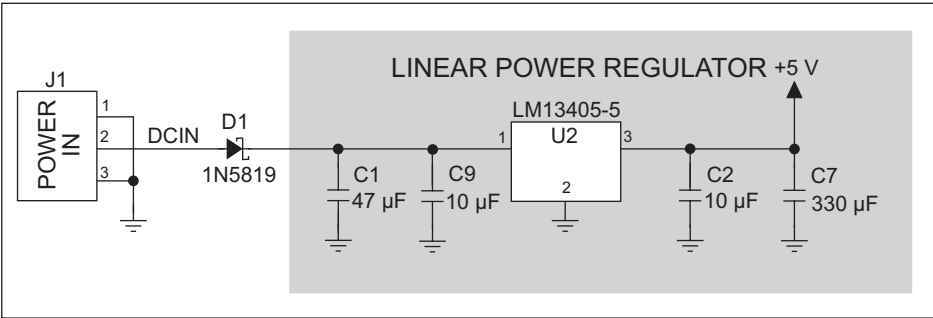 LINEAR POWER REGULATOR +5 V
J1
POWER IN
1
2
3
DCIN
D1
1N5819
LM13405-5
1
U2
3
2
C1
47 µF
C9
10 µF
C2
10 µF
C7
330 µF